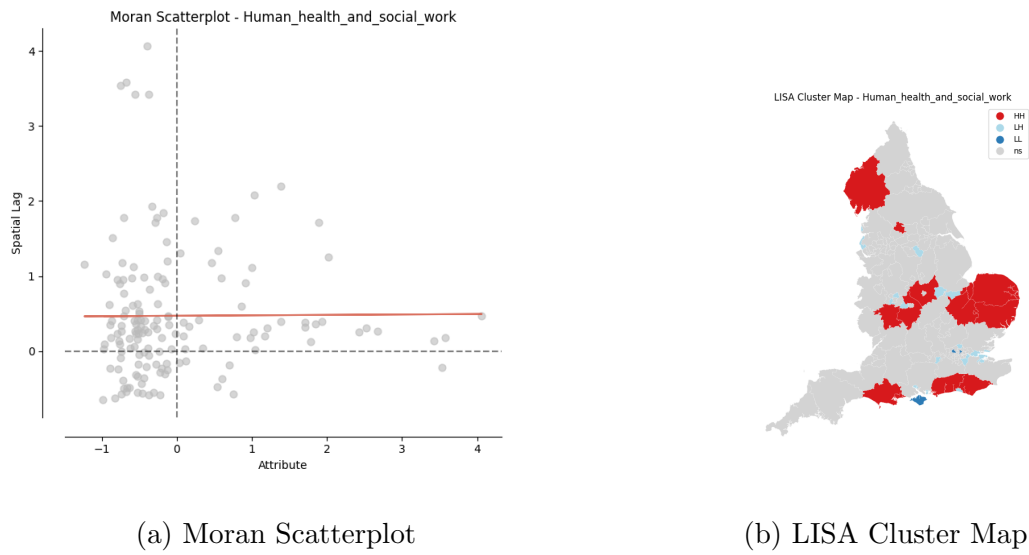 Moran Scatterplot - Human_health_and_social_work
4
3
2
1
0
Spatial Lag
−1
0
1
2
3
4
Attribute
LISA Cluster Map - Human_health_and_social_work
HH
LH
LL
ns
(a) Moran Scatterplot
(b) LISA Cluster Map